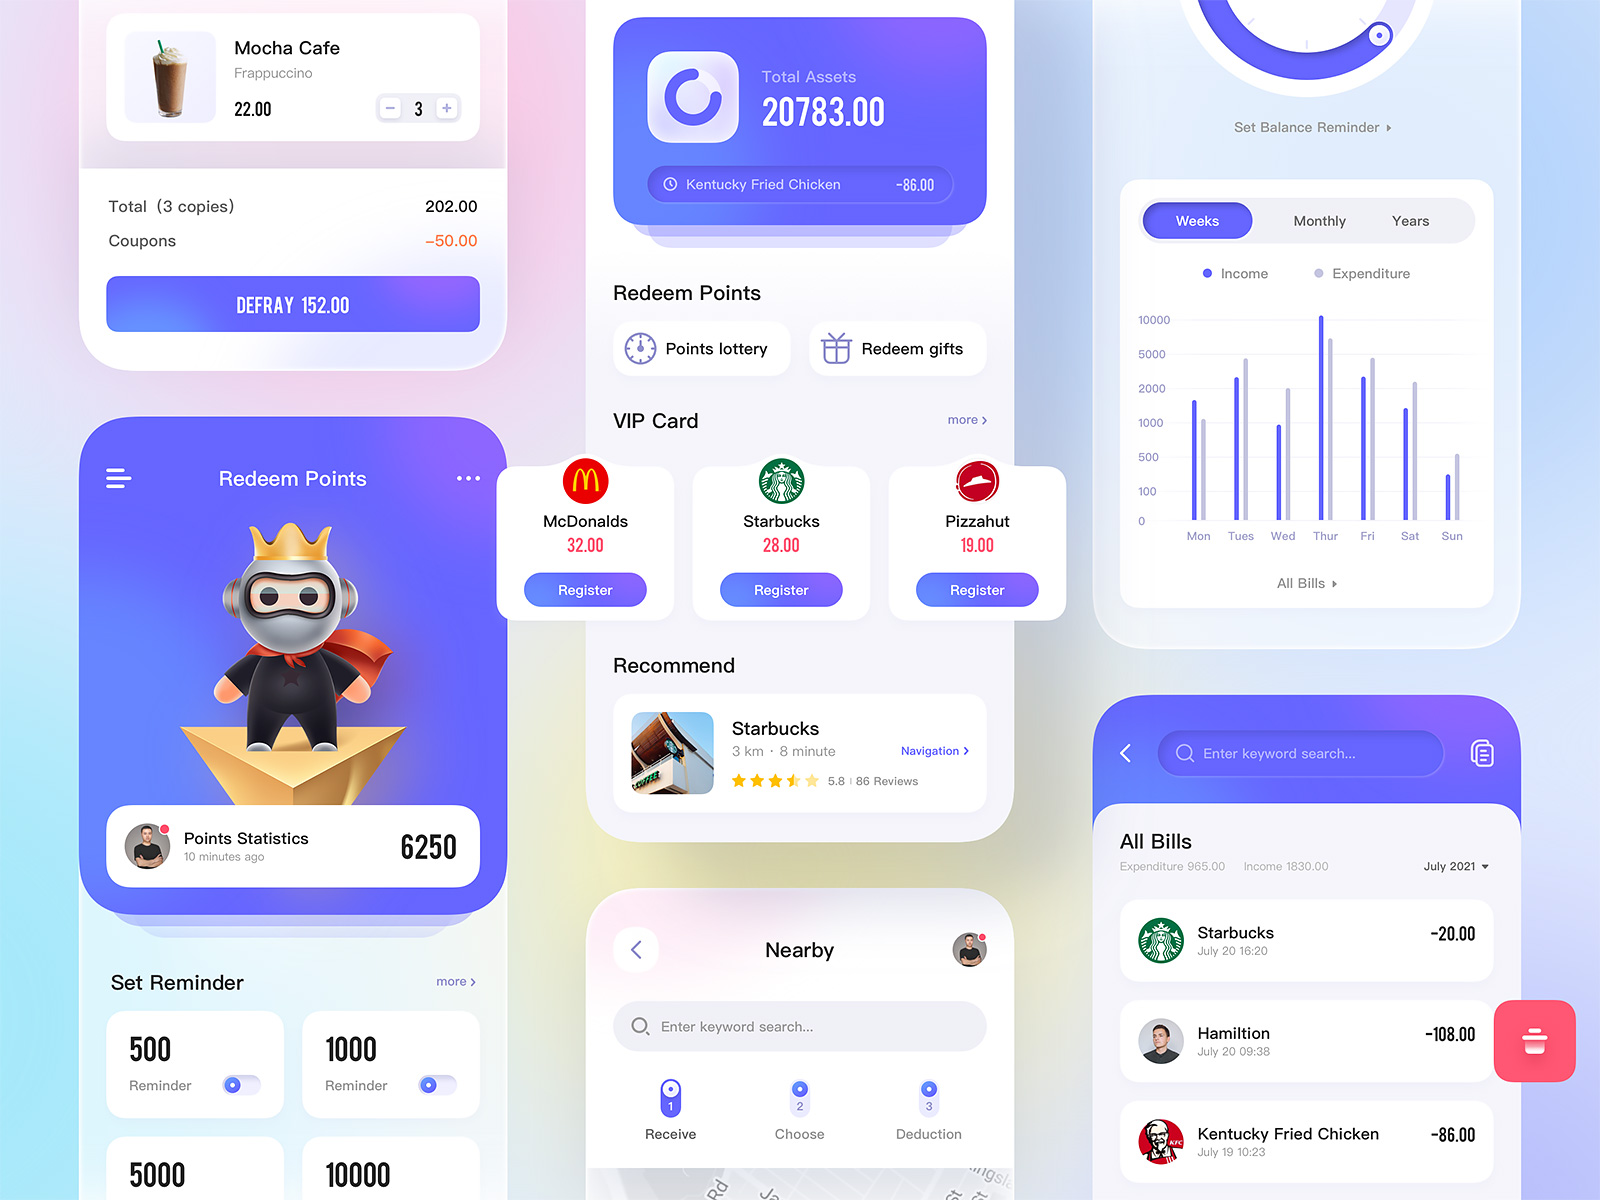 Mocha Cafe
Frappuccino
22.00
− 3 +
Total (3 copies) 202.00
Coupons −50.00
DEFRAY 152.00
Redeem Points
Points Statistics
10 minutes ago
6250
Set Reminder
more >
500
Reminder
1000
Reminder
5000
10000
Total Assets
20783.00
Kentucky Fried Chicken −86.00
Redeem Points
Points lottery
Redeem gifts
VIP Card
more >
McDonalds
32.00
Register
Starbucks
28.00
Register
Pizzahut
19.00
Register
Recommend
Starbucks
3 km · 8 minute
Navigation >
5.8 | 86 Reviews
Nearby
Enter keyword search...
1
Receive
2
Choose
3
Deduction
Rd
Set Balance Reminder
Weeks
Monthly
Years
Income
Expenditure
10000
5000
2000
1000
500
100
0
Mon Tues Wed Thur Fri Sat Sun
All Bills
Enter keyword search...
All Bills
Expenditure 965.00 Income 1830.00
July 2021
Starbucks
July 20 16:20
−20.00
Hamiltion
July 20 09:38
−108.00
KFC
Kentucky Fried Chicken
July 19 10:23
−86.00